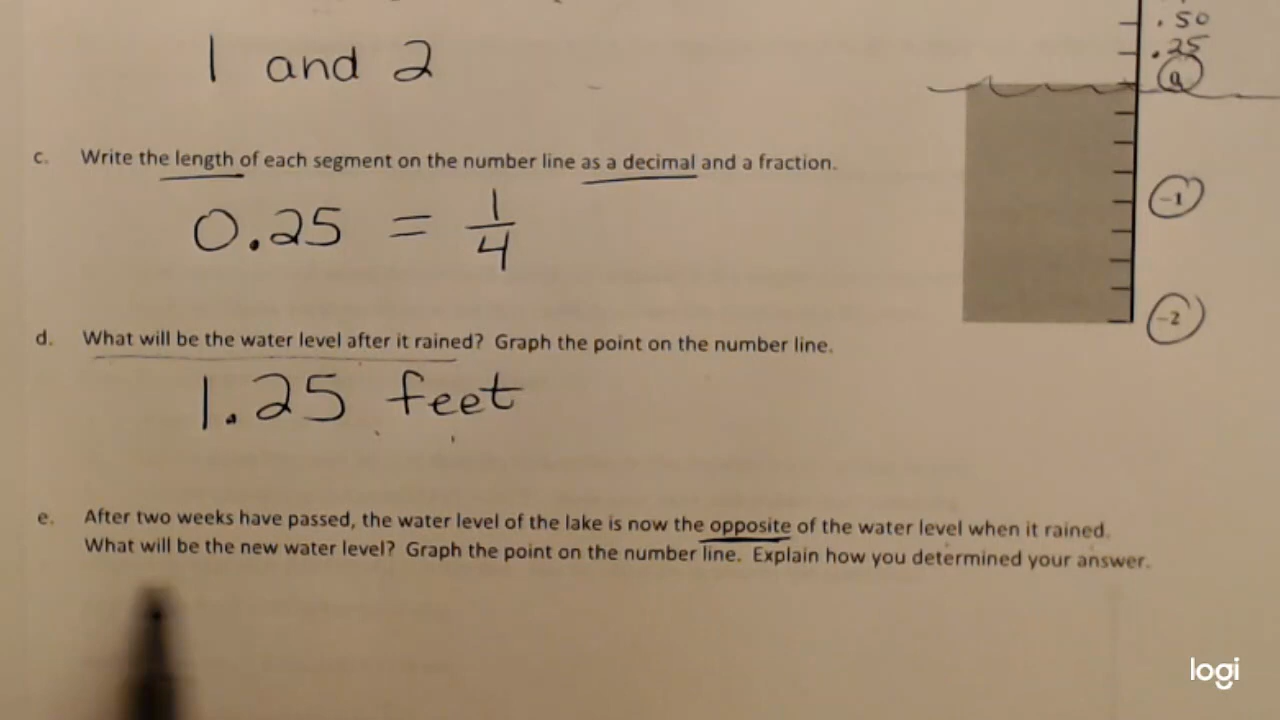 .50
.25
0
1 and 2
c. Write the length of each segment on the number line as a decimal and a fraction.
0.25 = 1/4
-1
-2
d. What will be the water level after it rained? Graph the point on the number line.
1.25 feet
e. After two weeks have passed, the water level of the lake is now the opposite of the water level when it rained.
What will be the new water level? Graph the point on the number line. Explain how you determined your answer.
logi